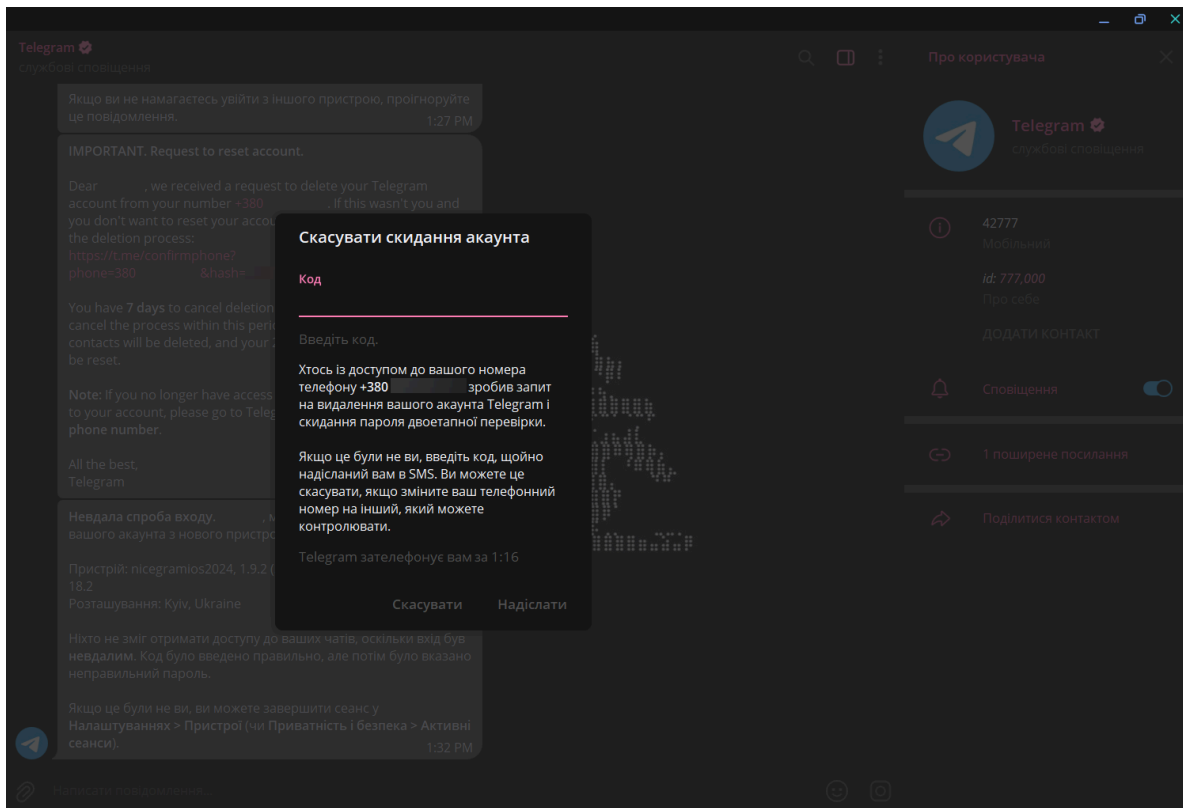 Telegram
службові сповіщення
Якщо ви не намагаєтесь увійти з іншого пристрою, проігноруйте
це повідомлення.
1:27 PM
IMPORTANT. Request to reset account.
Dear , we received a request to delete your Telegram
account from your number +380 . If this wasn't you and
you don't want to reset your accou
the deletion process:
https://t.me/confirmphone?
phone=380 &hash=
You have 7 days to cancel deletion
cancel the process within this peri
contacts will be deleted, and your
be reset.
Note: If you no longer have access
to your account, please go to Teleg
phone number.
All the best,
Telegram
Невдала спроба входу.
вашого акаунта з нового пристро
Пристрій: nicegramios2024, 1.9.2 (
18.2
Розташування: Kyiv, Ukraine
Ніхто не зміг отримати доступу до ваших чатів, оскільки вхід був
невдалим. Код було введено правильно, але потім було вказано
неправильний пароль.
Якщо це були не ви, ви можете завершити сеанс у
Налаштуваннях > Пристрої (чи Приватність і безпека > Активні
сеанси).
1:32 PM
Написати повідомлення...
Скасувати скидання акаунта
Код
Введіть код.
Хтось із доступом до вашого номера
телефону +380 зробив запит
на видалення вашого акаунта Telegram і
скидання пароля двоетапної перевірки.
Якщо це були не ви, введіть код, щойно
надісланий вам в SMS. Ви можете це
скасувати, якщо зміните ваш телефонний
номер на інший, який можете
контролювати.
Telegram зателефонує вам за 1:16
Скасувати Надіслати
Про користувача
Telegram
службові сповіщення
42777
Мобільний
id: 777,000
Про себе
ДОДАТИ КОНТАКТ
Сповіщення
1 поширене посилання
Поділитися контактом